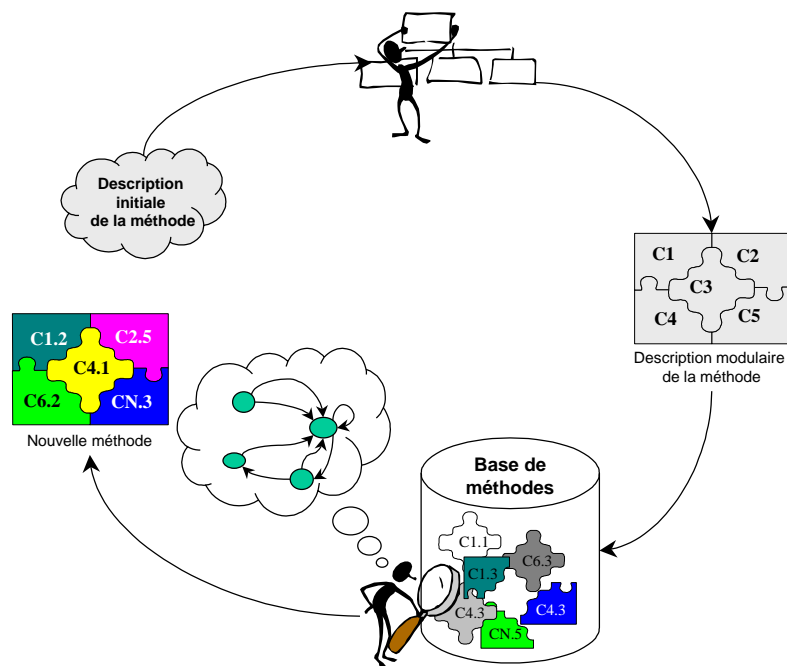 Description
initiale
de la méthode
C1
C2
C3
C4
C5
Description modulaire
de la méthode
C1.2
C2.5
C4.1
C6.2
CN.3
Nouvelle méthode
Base de
méthodes
C1.1
C6.3
C1.3
C4.3
C4.3
CN.5